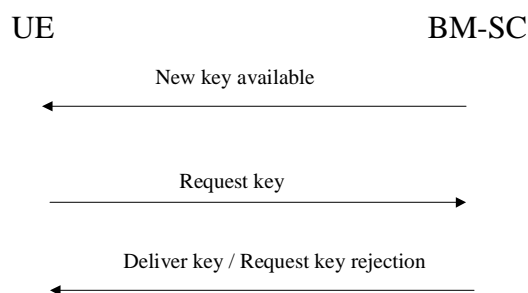 UE BM-SC
New key available
Request key
Deliver key / Request key rejection